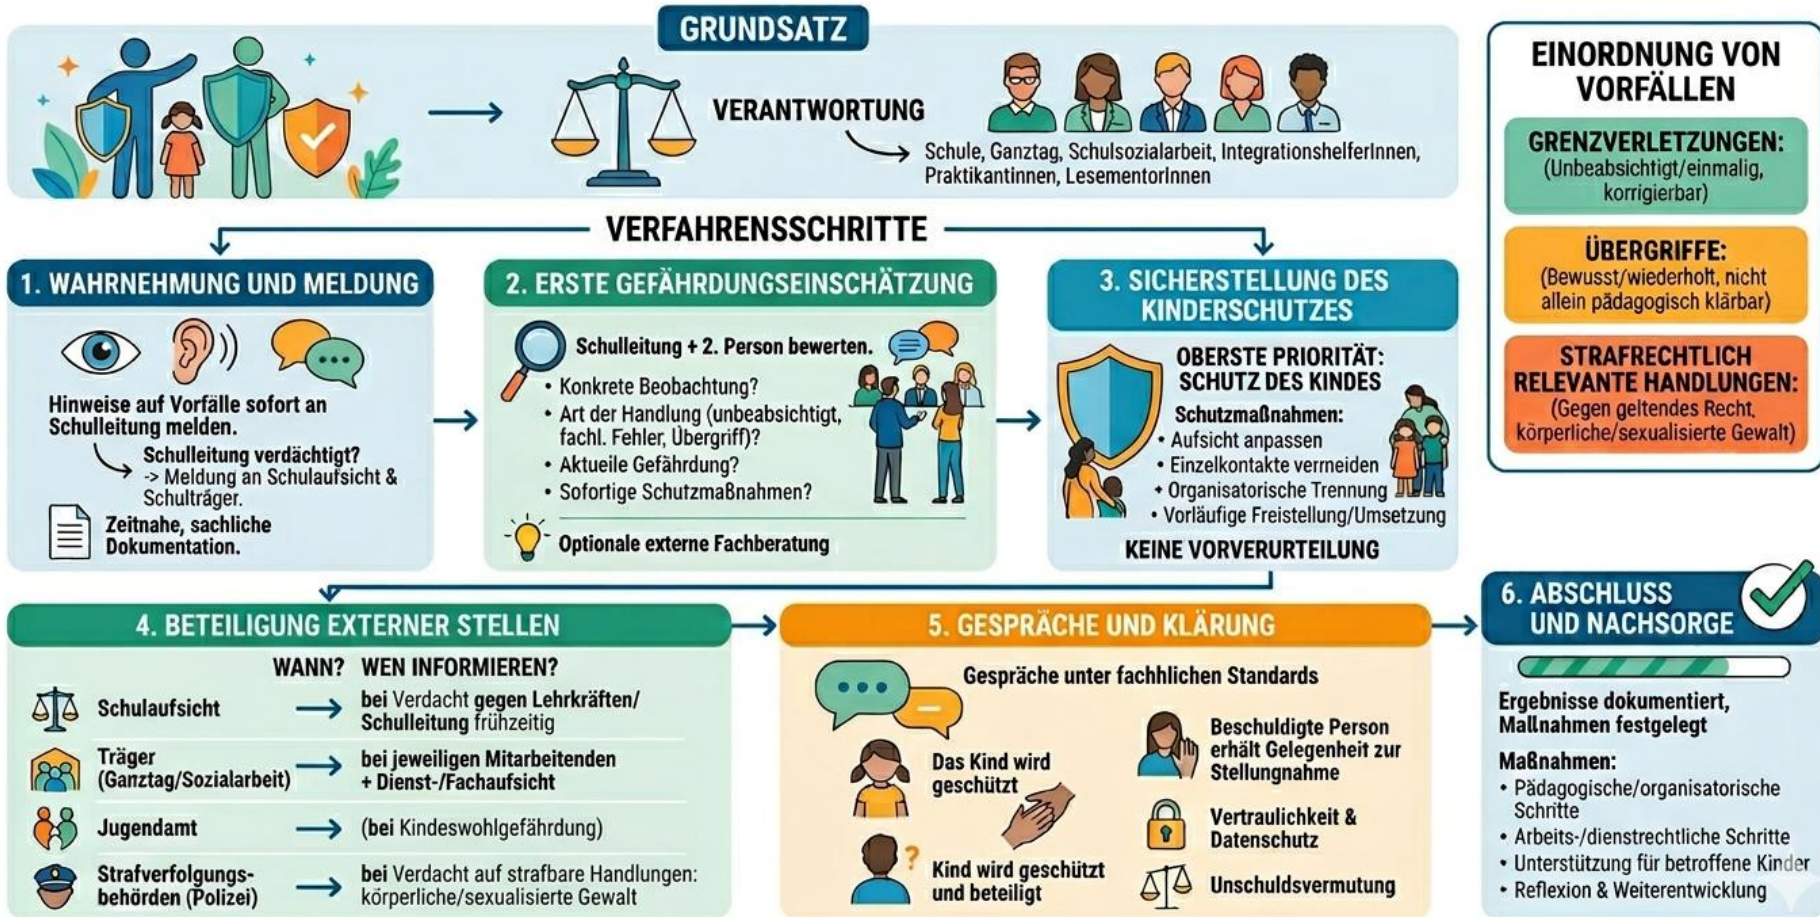 GRUNDSATZ
VERANTWORTUNG
Schule, Ganztag, Schulsozialarbeit, IntegrationshelferInnen,
Praktikantinnen, LesementorInnen
EINORDNUNG VON
VORFÄLLEN
GRENZVERLETZUNGEN:
(Unbeabsichtigt/einmalig,
korrigierbar)
ÜBERGRIFFE:
(Bewusst/wiederholt, nicht
allein pädagogisch klärbar)
STRAFRECHTLICH
RELEVANTE HANDLUNGEN:
(Gegen geltendes Recht,
körperliche/sexualisierte Gewalt)
VERFAHRENSSCHRITTE
1. WAHRNEHMUNG UND MELDUNG
Hinweise auf Vorfälle sofort an
Schulleitung melden.
Schulleitung verdächtigt?
-> Meldung an Schulaufsicht &
Schulträger.
Zeitnahe, sachliche
Dokumentation.
2. ERSTE GEFÄHRDUNGSEINSCHÄTZUNG
Schulleitung + 2. Person bewerten.
• Konkrete Beobachtung?
• Art der Handlung (unbeabsichtigt,
fachl. Fehler, Übergriff)?
• Aktueile Gefährdung?
• Sofortige Schutzmaßnahmen?
Optionale externe Fachberatung
3. SICHERSTELLUNG DES
KINDERSCHUTZES
OBERSTE PRIORITÄT:
SCHUTZ DES KINDES
Schutzmaßnahmen:
• Aufsicht anpassen
• Einzelkontakte vermeiden
• Organisatorische Trennung
• Vorläufige Freistellung/Umsetzung
KEINE VORVERURTEILUNG
4. BETEILIGUNG EXTERNER STELLEN
WANN? WEN INFORMIEREN?
Schulaufsicht
bei Verdacht gegen Lehrkräften/
Schulleitung frühzeitig
Träger
(Ganztag/Sozialarbeit)
bei jeweiligen Mitarbeitenden
+ Dienst-/Fachaufsicht
Jugendamt
(bei Kindeswohlgefährdung)
Strafverfolgungs-
behörden (Polizei)
bei Verdacht auf strafbare Handlungen:
körperliche/sexualisierte Gewalt
5. GESPRÄCHE UND KLÄRUNG
Gespräche unter fachhlichen Standards
Das Kind wird
geschützt
?
Kind wird geschützt
und beteiligt
Beschuldigte Person
erhält Gelegenheit zur
Stellungnahme
Vertraulichkeit &
Datenschutz
Unschuldsvermutung
6. ABSCHLUSS
UND NACHSORGE
Ergebnisse dokumentiert,
Maßnahmen festgelegt
Maßnahmen:
• Pädagogische/organisatorische
Schritte
• Arbeits-/dienstrechtliche Schritte
• Unterstützung für betroffene Kinder
• Reflexion & Weiterentwicklung